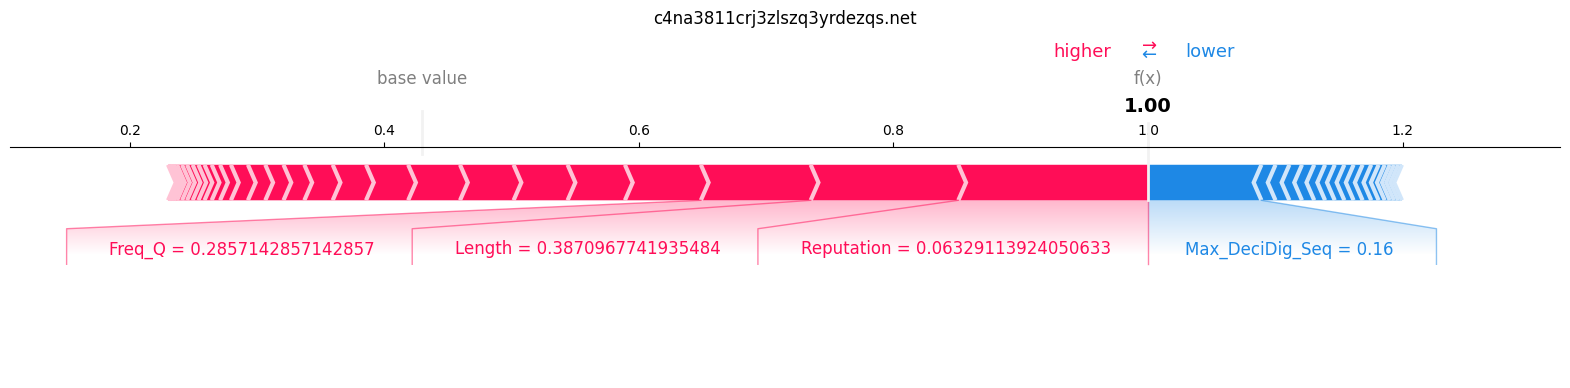 c4na3811crj3zlszq3yrdezqs.net
higher ⇄ lower
base value f(x)
1.00
0.2 0.4 0.6 0.8 1.0 1.2
Freq_Q = 0.2857142857142857 Length = 0.3870967741935484 Reputation = 0.06329113924050633 Max_DeciDig_Seq = 0.16